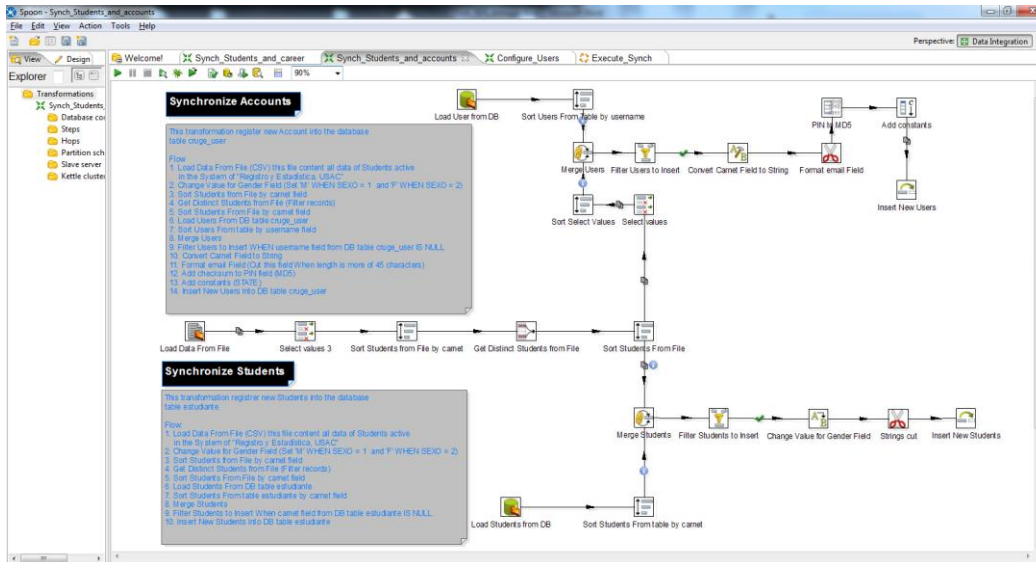 Spoon - Synch_Students_and_accounts
File Edit View Action Tools Help
Perspective: Data Integration
View Design
Welcome! Synch_Students_and_career Synch_Students_and_accounts Configure_Users Execute_Synch
Explorer
90%
Transformations
Synch_Students_
Database co
Steps
Hops
Partition sch
Slave server
Kettle cluste
Synchronize Accounts
This transformation register new Account into the database
table cruge_user
Flow
1. Load Data From File (CSV) this file content all data of Students active
in the System of "Registro y Estadistica, USAC"
2. Change Value for Gender Field (Set 'M' WHEN SEXO = 1 and 'F' WHEN SEXO = 2)
3. Sort Students from File by carnet field
4. Get Distinct Students from File (Filter records)
5. Sort Students From File by carnet field
6. Load Users From DB table cruge_user
7. Sort Users From table by username field
8. Merge Users
9. Filter Users to Insert WHEN username field from DB table cruge_user IS NULL
10. Convert Carnet Field to String
11. Format email Field (Cut this field When length is more of 45 characters)
12. Add checksum to PIN field (MD5)
13. Add constants (STATE)
14. Insert New Users into DB table cruge_user
Load User from DB
Sort Users From Table by username
PIN to MD5
Add constants
Merge Users
Filter Users to Insert
Convert Carnet Field to String
Format email Field
Insert New Users
Sort Select Values
Select values
Load Data From File
Select values 3
Sort Students from File by carnet
Get Distinct Students from File
Sort Students From File
Synchronize Students
This transformation registrer new Students into the database
table estudiante
Flow
1. Load Data From File (CSV) this file content all data of Students active
in the System of "Registro y Estadistica, USAC"
2. Change Value for Gender Field (Set 'M' WHEN SEXO = 1 and 'F' WHEN SEXO = 2)
3. Sort Students from File by carnet field
4. Get Distinct Students from File (Filter records)
5. Sort Students From File by carnet field
6. Load Students From DB table estudiante
7. Sort Students From table estudiante by carnet field
8. Merge Students
9. Filter Students to Insert When carnet field from DB table estudiante IS NULL
10. Insert New Students into DB table estudiante
Merge Students
Filter Students to Insert
Change Value for Gender Field
Strings cut
Insert New Students
Load Students from DB
Sort Students From table by carnet